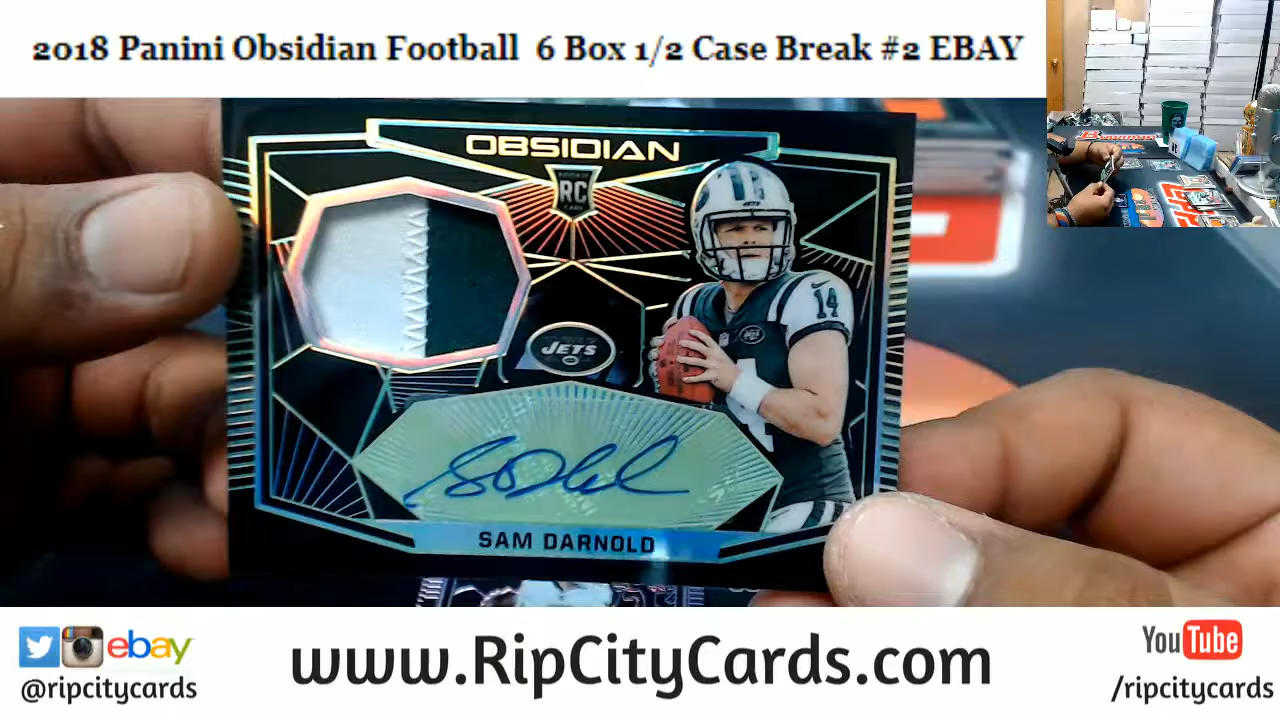 2018 Panini Obsidian Football 6 Box 1/2 Case Break #2 EBAY
OBSIDIAN
RC
JETS
14
JETS
SAM DARNOLD
ebay
@ripcitycards
www.RipCityCards.com
YouTube
/ripcitycards